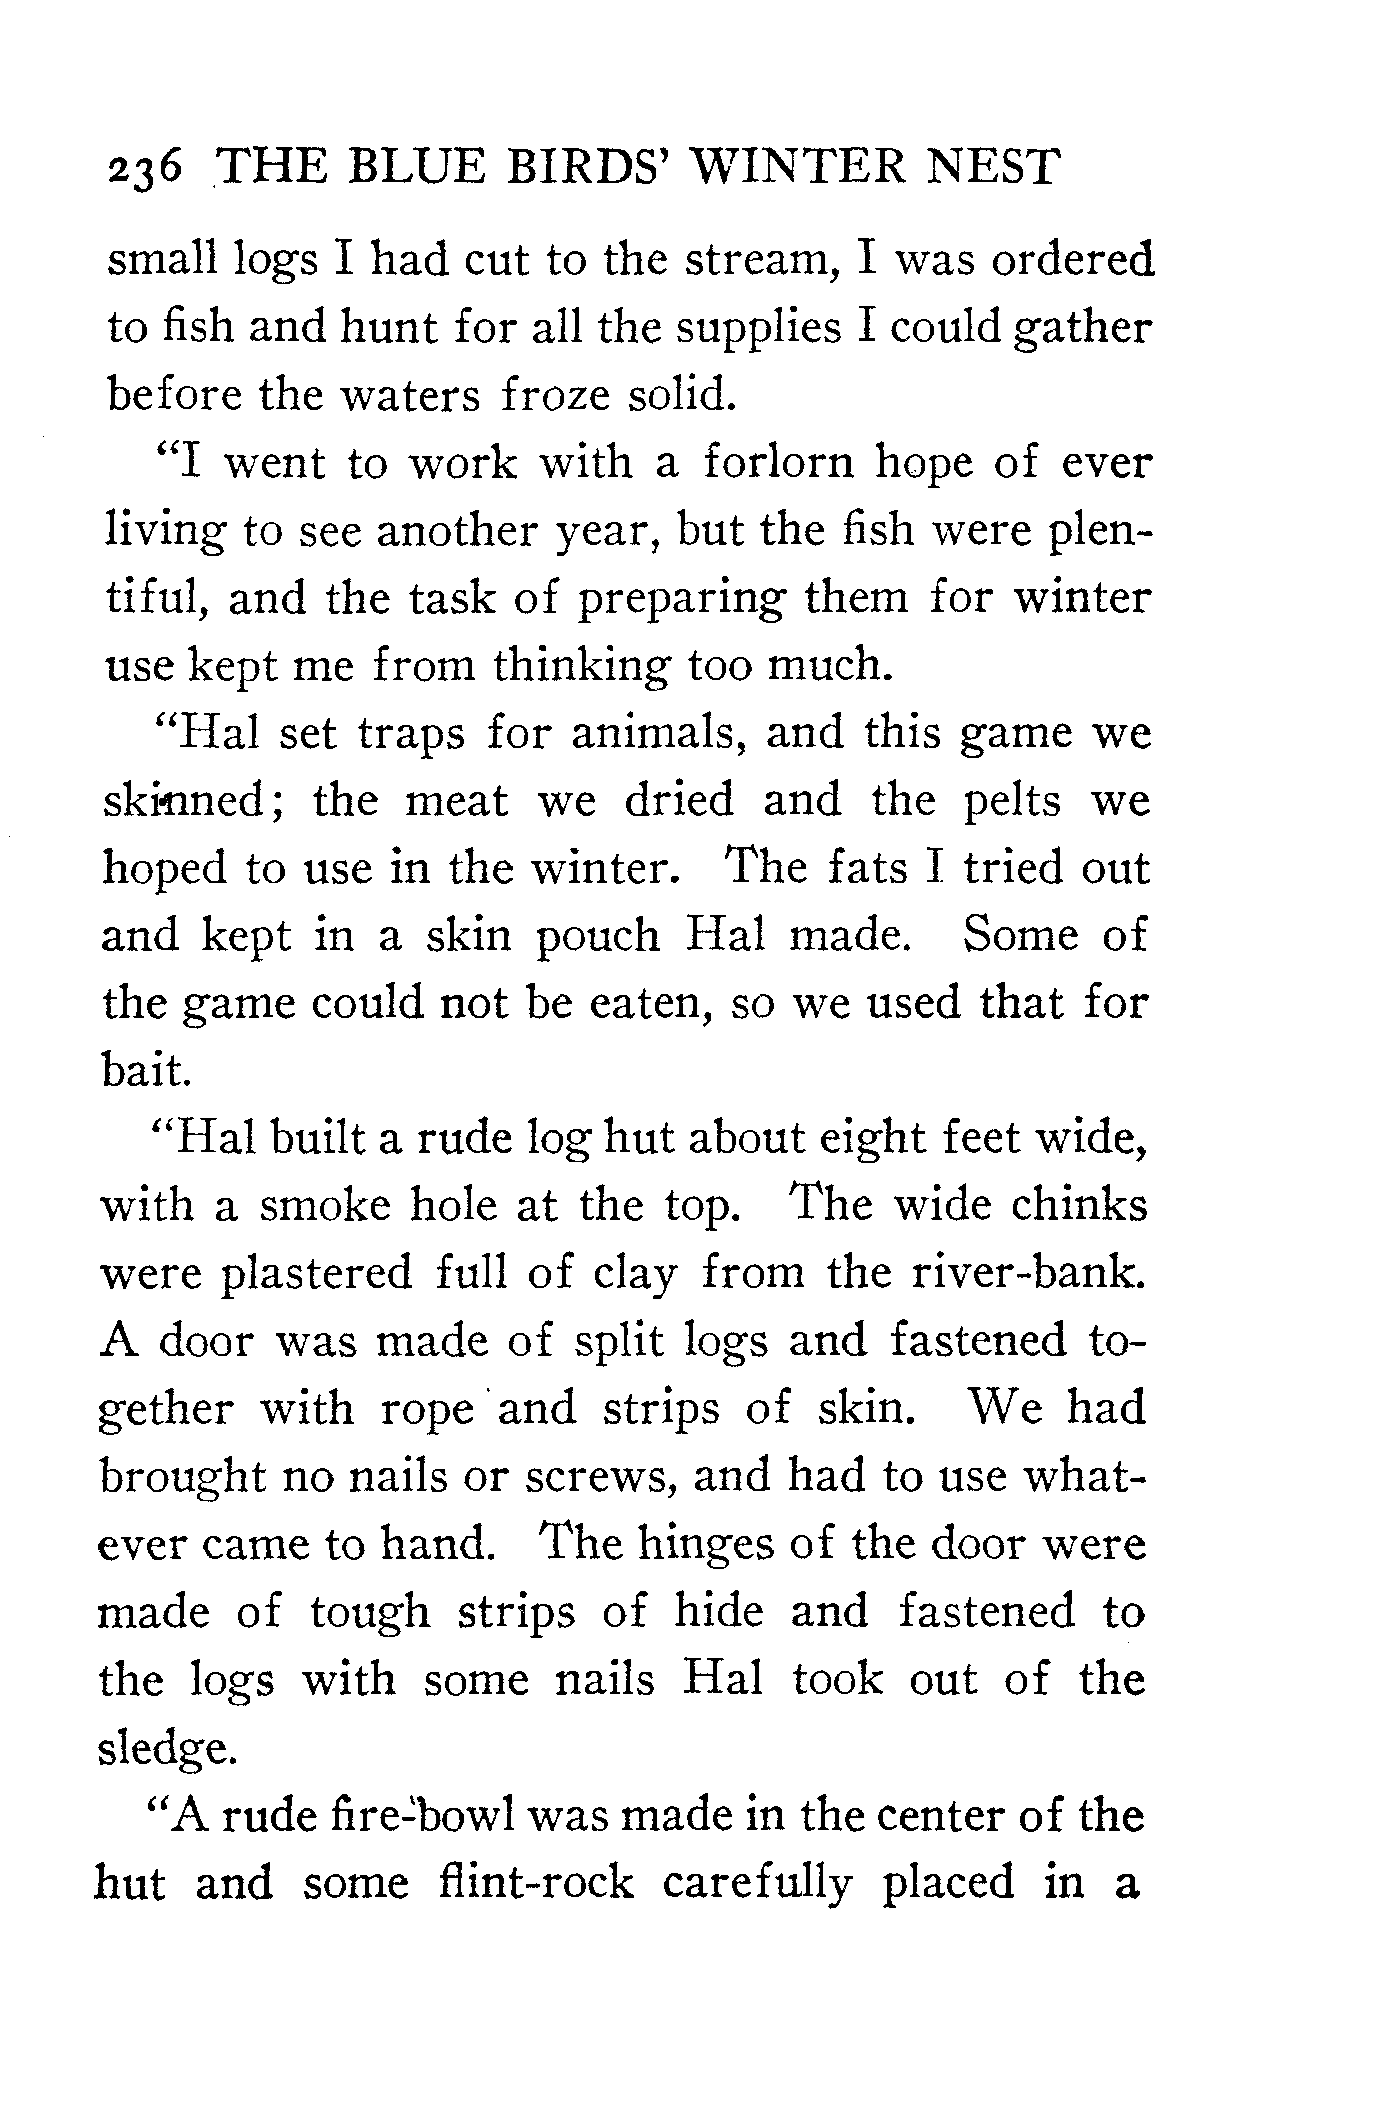 236 THE BLUE BIRDS' WINTER NEST
small logs I had cut to the stream, I was ordered
to fish and hunt for all the supplies I could gather
before the waters froze solid.
"I went to work with a forlorn hope of ever
living to see another year, but the fish were plen-
tiful, and the task of preparing them for winter
use kept me from thinking too much.
"Hal set traps for animals, and this game we
skinned; the meat we dried and the pelts we
hoped to use in the winter. The fats I tried out
and kept in a skin pouch Hal made. Some of
the game could not be eaten, so we used that for
bait.
"Hal built a rude log hut about eight feet wide,
with a smoke hole at the top. The wide chinks
were plastered full of clay from the river-bank.
A door was made of split logs and fastened to-
gether with rope and strips of skin. We had
brought no nails or screws, and had to use what-
ever came to hand. The hinges of the door were
made of tough strips of hide and fastened to
the logs with some nails Hal took out of the
sledge.
"A rude fire-bowl was made in the center of the
hut and some flint-rock carefully placed in a